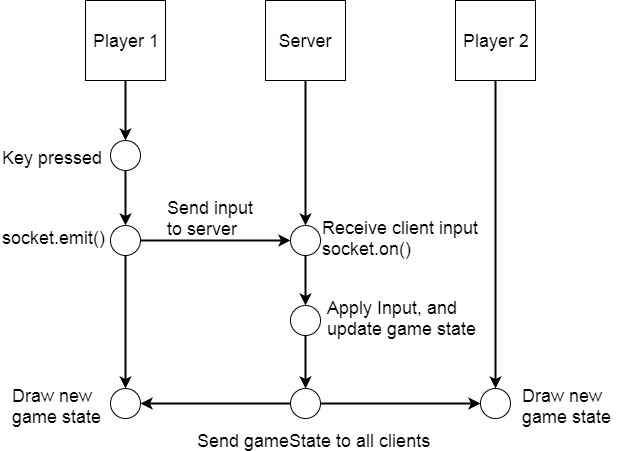 Player 1
Server
Player 2
Key pressed
Send input
to server
socket.emit()
Receive client input
socket.on()
Apply Input, and
update game state
Draw new
game state
Draw new
game state
Send gameState to all clients